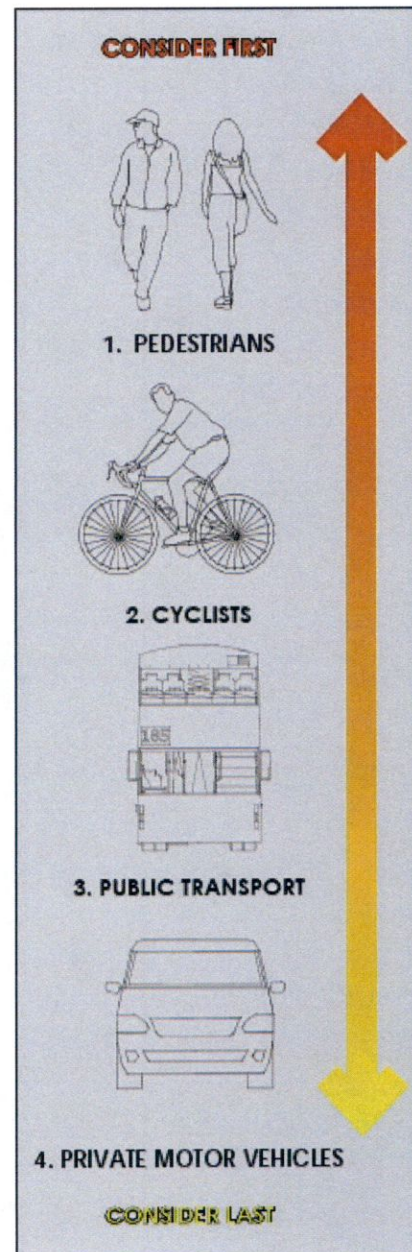 CONSIDER FIRST
1. PEDESTRIANS
2. CYCLISTS
185
3. PUBLIC TRANSPORT
4. PRIVATE MOTOR VEHICLES
CONSIDER LAST